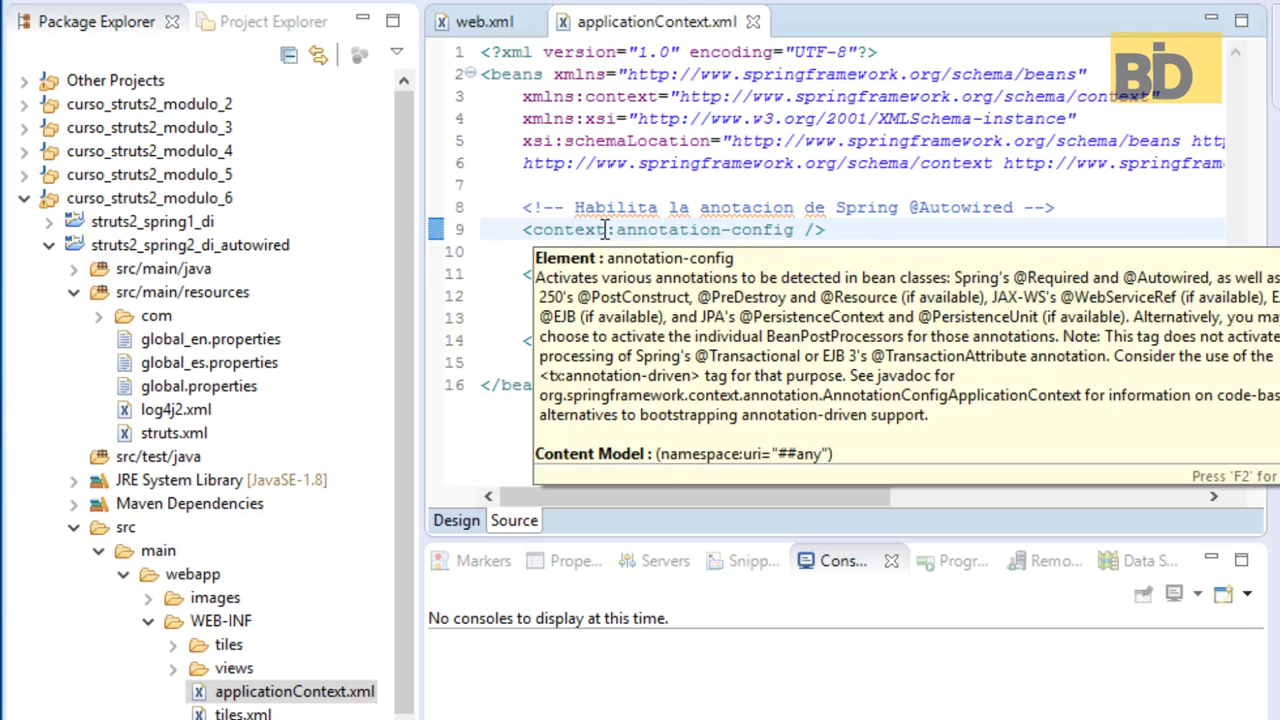 Package Explorer
Project Explorer
Other Projects
curso_struts2_modulo_2
curso_struts2_modulo_3
curso_struts2_modulo_4
curso_struts2_modulo_5
curso_struts2_modulo_6
struts2_spring1_di
struts2_spring2_di_autowired
src/main/java
src/main/resources
com
global_en.properties
global_es.properties
global.properties
log4j2.xml
struts.xml
src/test/java
JRE System Library [JavaSE-1.8]
Maven Dependencies
src
main
webapp
images
WEB-INF
tiles
views
applicationContext.xml
tiles.xml
web.xml
applicationContext.xml
BD
1 <?xml version="1.0" encoding="UTF-8"?>
2 <beans xmlns="http://www.springframework.org/schema/beans"
3 xmlns:context="http://www.springframework.org/schema/context"
4 xmlns:xsi="http://www.w3.org/2001/XMLSchema-instance"
5 xsi:schemaLocation="http://www.springframework.org/schema/beans http
6 http://www.springframework.org/schema/context http://www.springfram
7
8 <!-- Habilita la anotacion de Spring @Autowired -->
9 <context:annotation-config />
10
11 <
12
13
14 <
15
16 </bea
Element : annotation-config
Activates various annotations to be detected in bean classes: Spring's @Required and @Autowired, as well as
250's @PostConstruct, @PreDestroy and @Resource (if available), JAX-WS's @WebServiceRef (if available), E
@EJB (if available), and JPA's @PersistenceContext and @PersistenceUnit (if available). Alternatively, you may
choose to activate the individual BeanPostProcessors for those annotations. Note: This tag does not activate
processing of Spring's @Transactional or EJB 3's @TransactionAttribute annotation. Consider the use of the
<tx:annotation-driven> tag for that purpose. See javadoc for
org.springframework.context.annotation.AnnotationConfigApplicationContext for information on code-bas
alternatives to bootstrapping annotation-driven support.
Content Model : (namespace:uri="##any")
Press 'F2' for
Design Source
Markers Prope... Servers Snipp... Cons... Progr... Remo... Data S...
No consoles to display at this time.